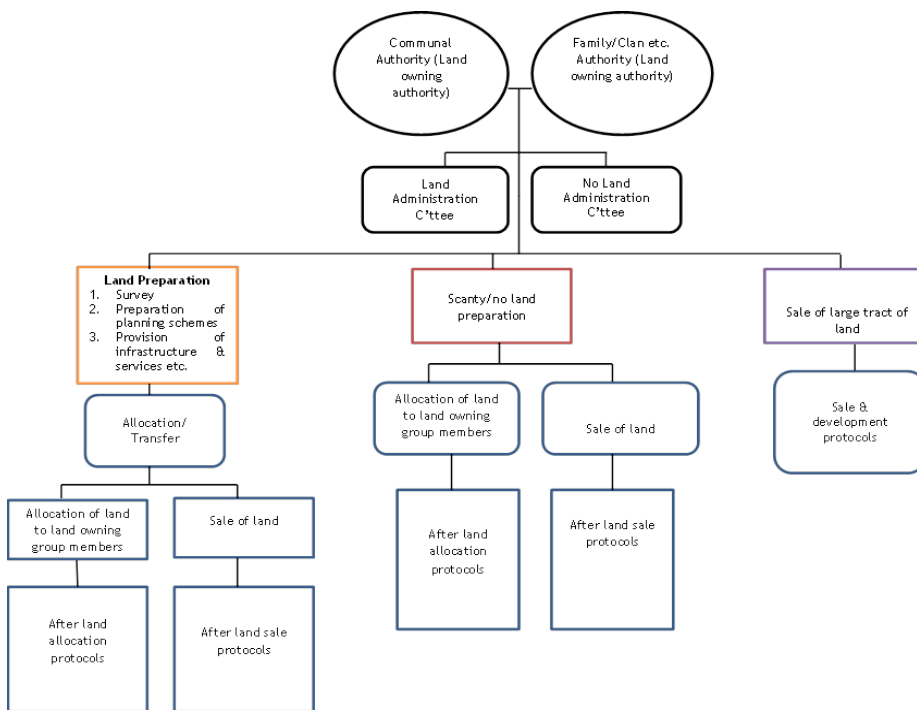 Communal
Authority (Land
owning
authority)
Family/Clan etc.
Authority (Land
owning authority)
Land
Administration
C'ttee
No Land
Administration
C'ttee
Land Preparation
1. Survey
2. Preparation of
planning schemes
3. Provision of
infrastructure &
services etc.
Scanty/no land
preparation
Sale of large tract of
land
Allocation/
Transfer
Allocation of land
to land owning
group members
Sale of land
Sale &
development
protocols
Allocation of land
to land owning
group members
Sale of land
After land
allocation
protocols
After land sale
protocols
After land
allocation
protocols
After land sale
protocols